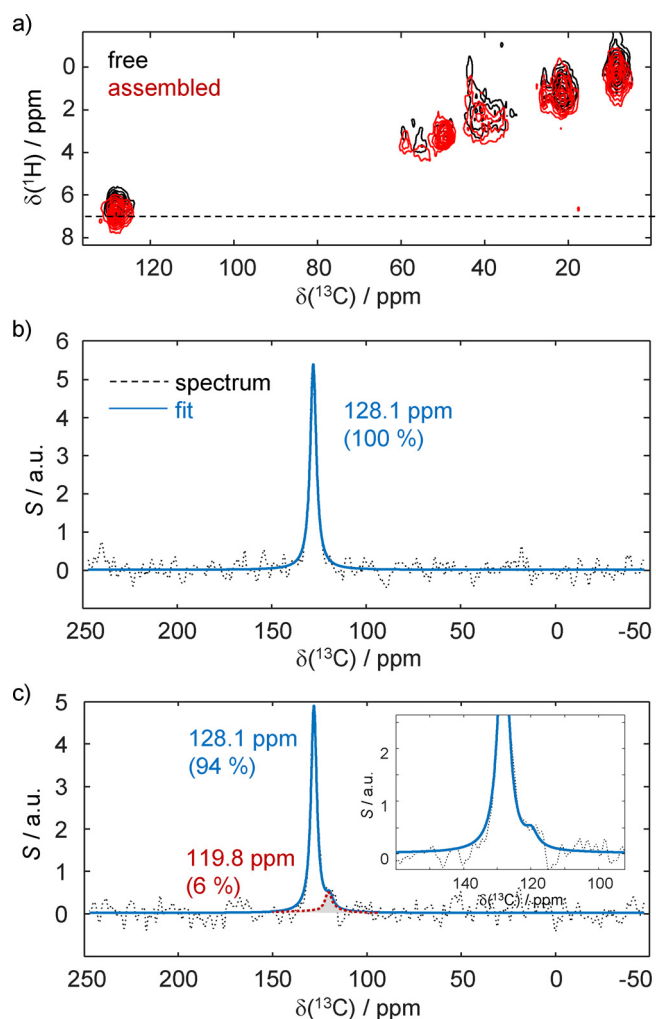 a)
free
assembled
δ(¹H) / ppm
0
2
4
6
8
120 100 80 60 40 20
δ(¹³C) / ppm
b)
spectrum
fit
128.1 ppm
(100 %)
S / a.u.
6
5
4
3
2
1
0
250 200 150 100 50 0 -50
δ(¹³C) / ppm
c)
128.1 ppm
(94 %)
119.8 ppm
(6 %)
S / a.u.
5
4
3
2
1
0
S / a.u.
2
1
0
140 120 100
δ(¹³C) / ppm
250 200 150 100 50 0 -50
δ(¹³C) / ppm